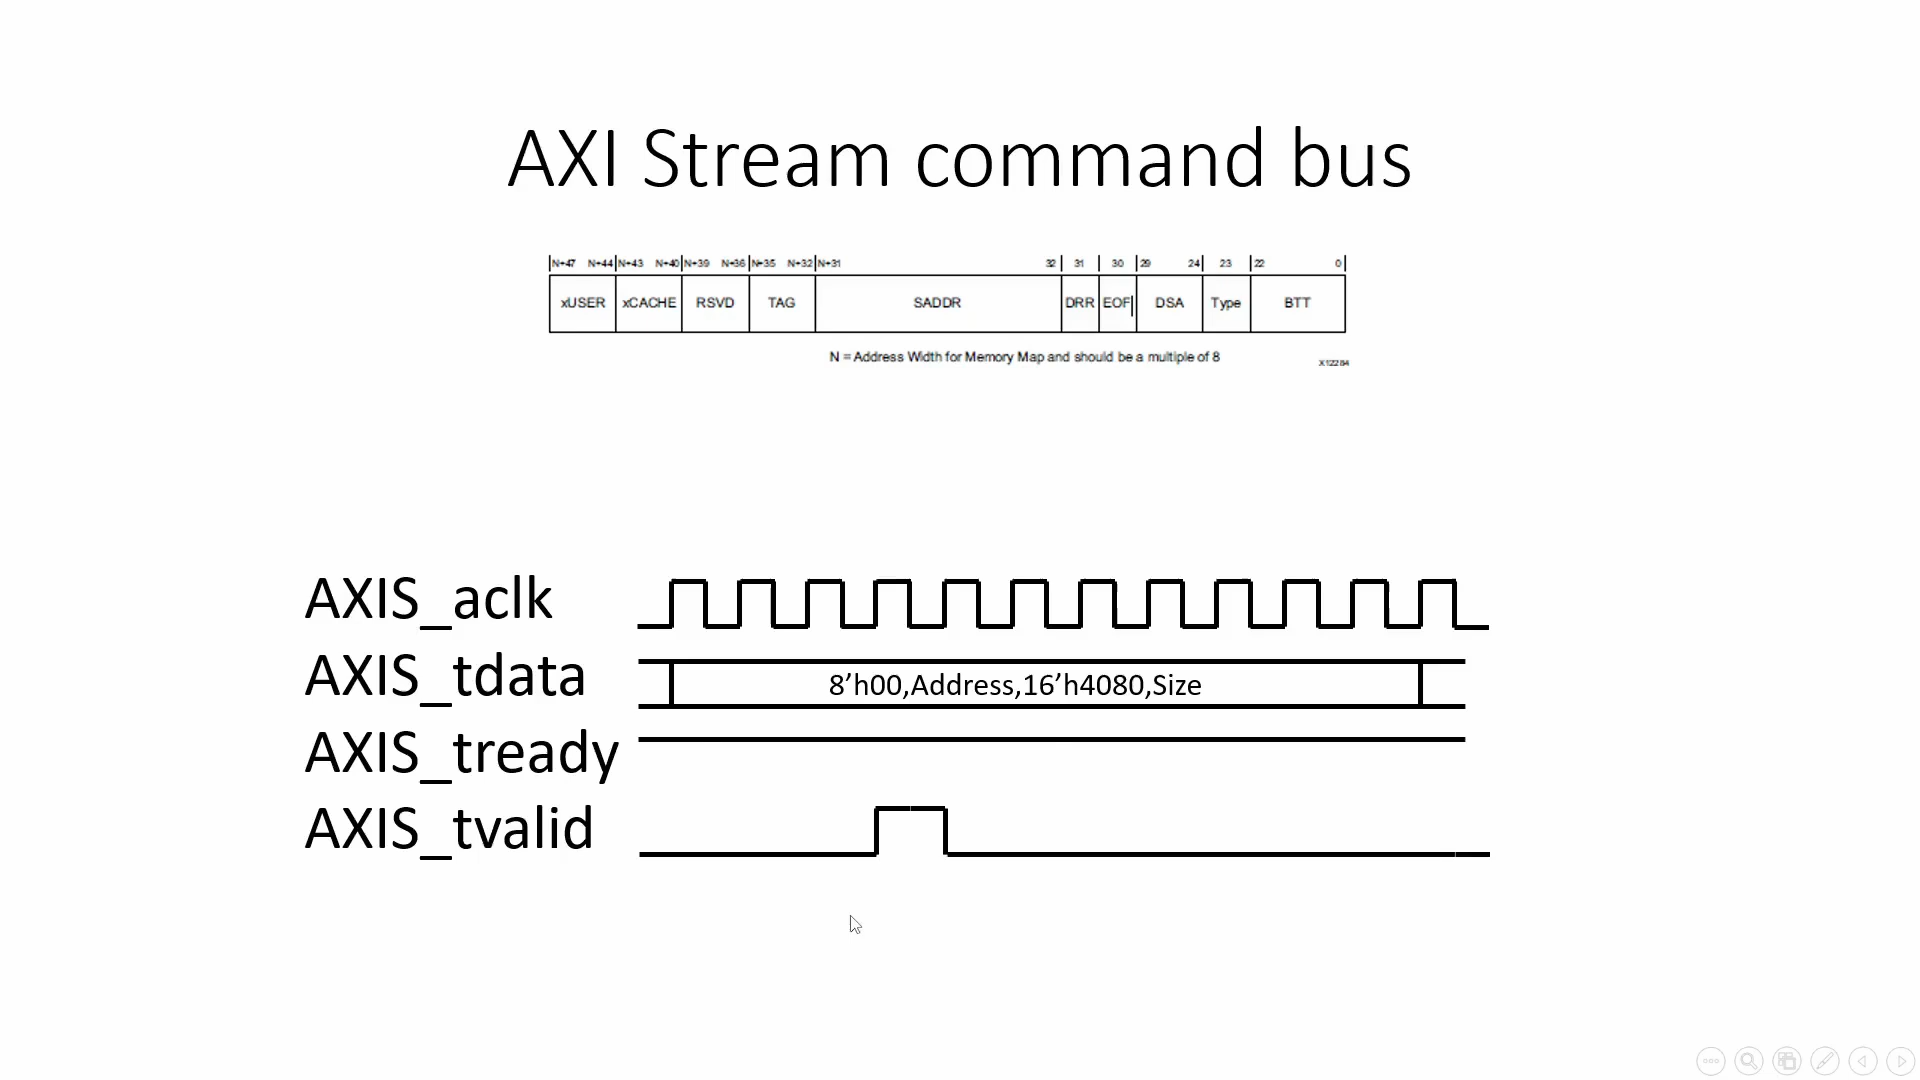 AXI Stream command bus
N+47 N+44 N+43 N+40 N+39 N+36 N+35 N+32 N+31 32 31 30 29 24 23 22 0
xUSER xCACHE RSVD TAG SADDR DRR EOF DSA Type BTT
N = Address Width for Memory Map and should be a multiple of 8
X12284
AXIS_aclk
AXIS_tdata 8’h00,Address,16’h4080,Size
AXIS_tready
AXIS_tvalid